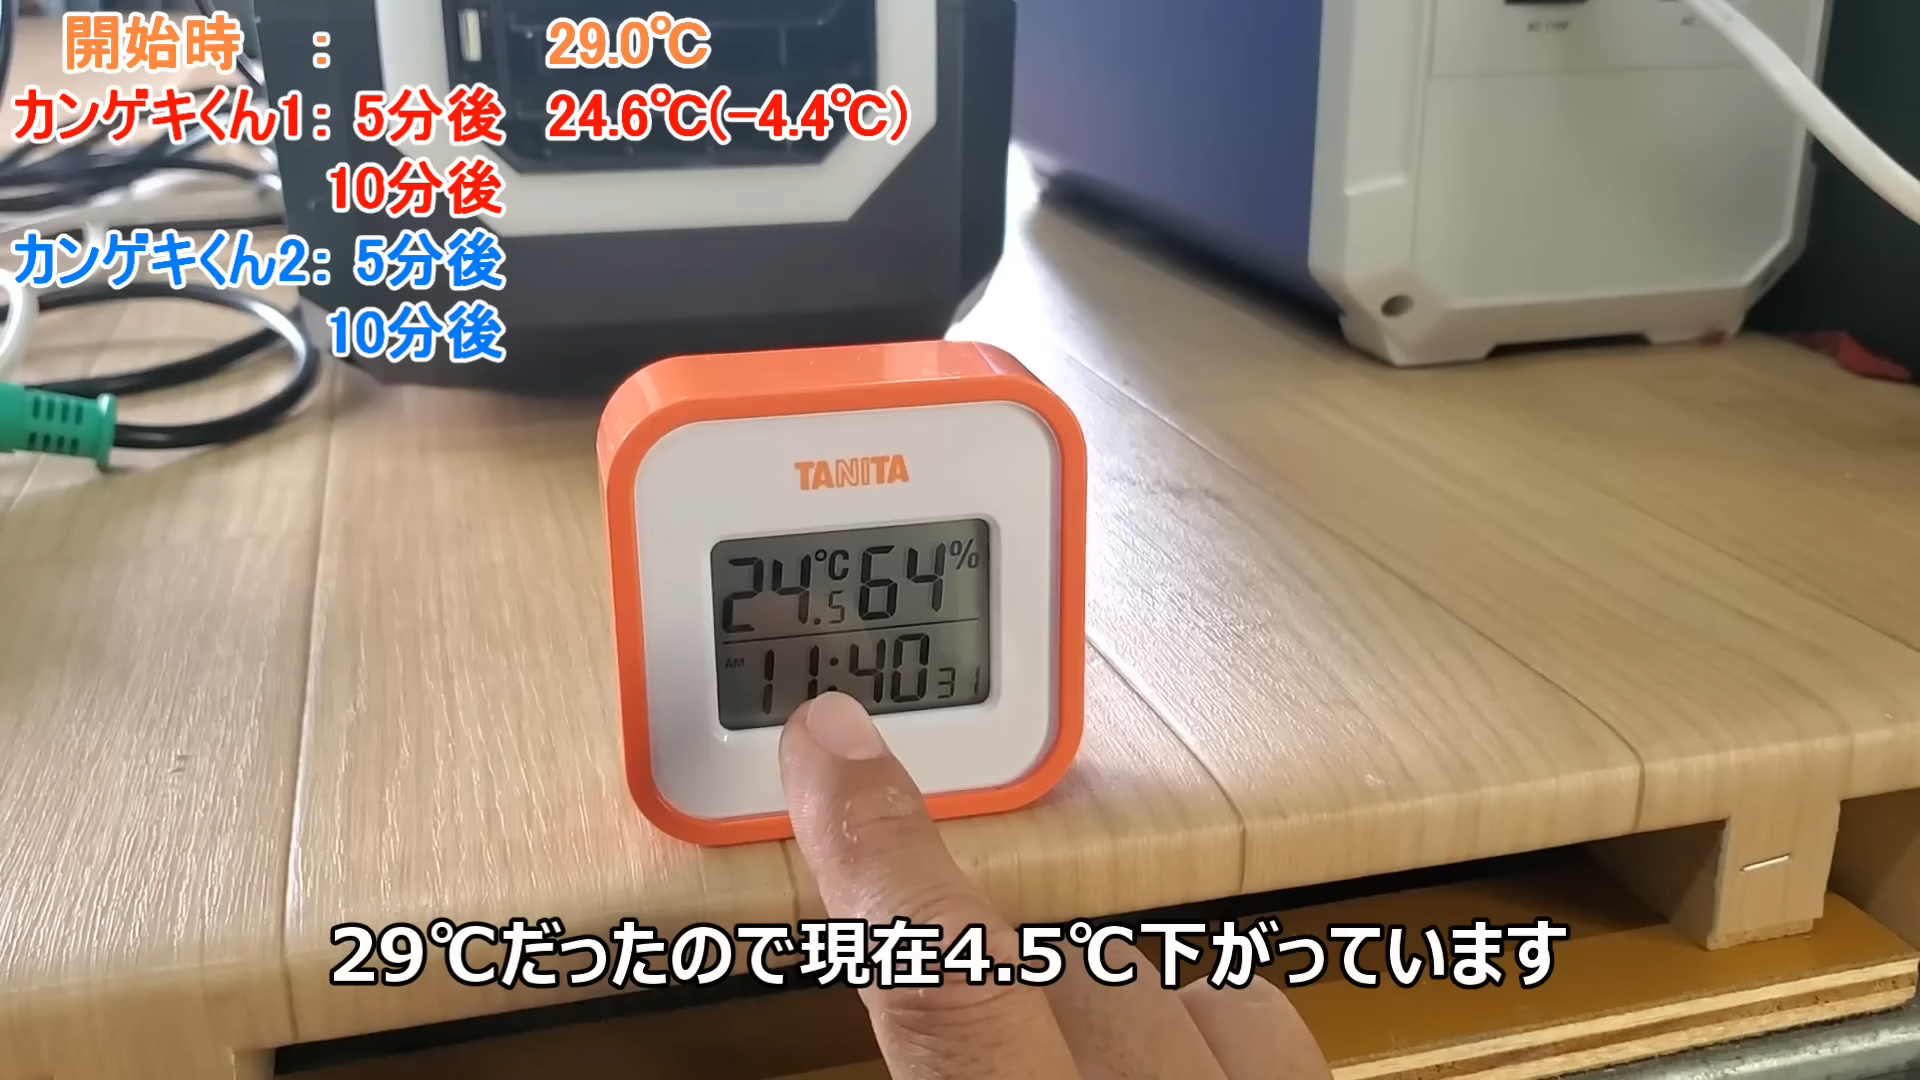 開始時 : 29.0℃
カンゲキくん1: 5分後 24.6℃(-4.4℃)
10分後
カンゲキくん2: 5分後
10分後
TANITA
24.5℃ 64%
AM 11:40 31
29℃だったので現在4.5℃下がっています